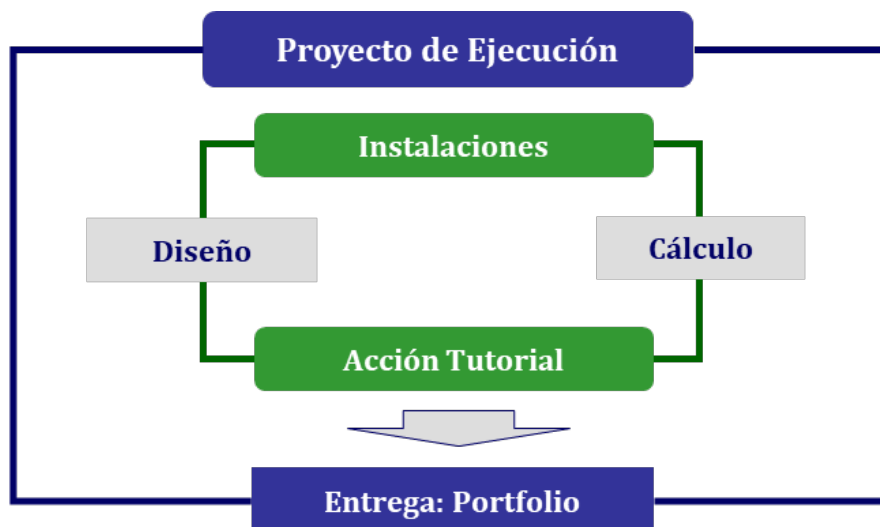 Proyecto de Ejecución
Instalaciones
Diseño
Cálculo
Acción Tutorial
Entrega: Portfolio